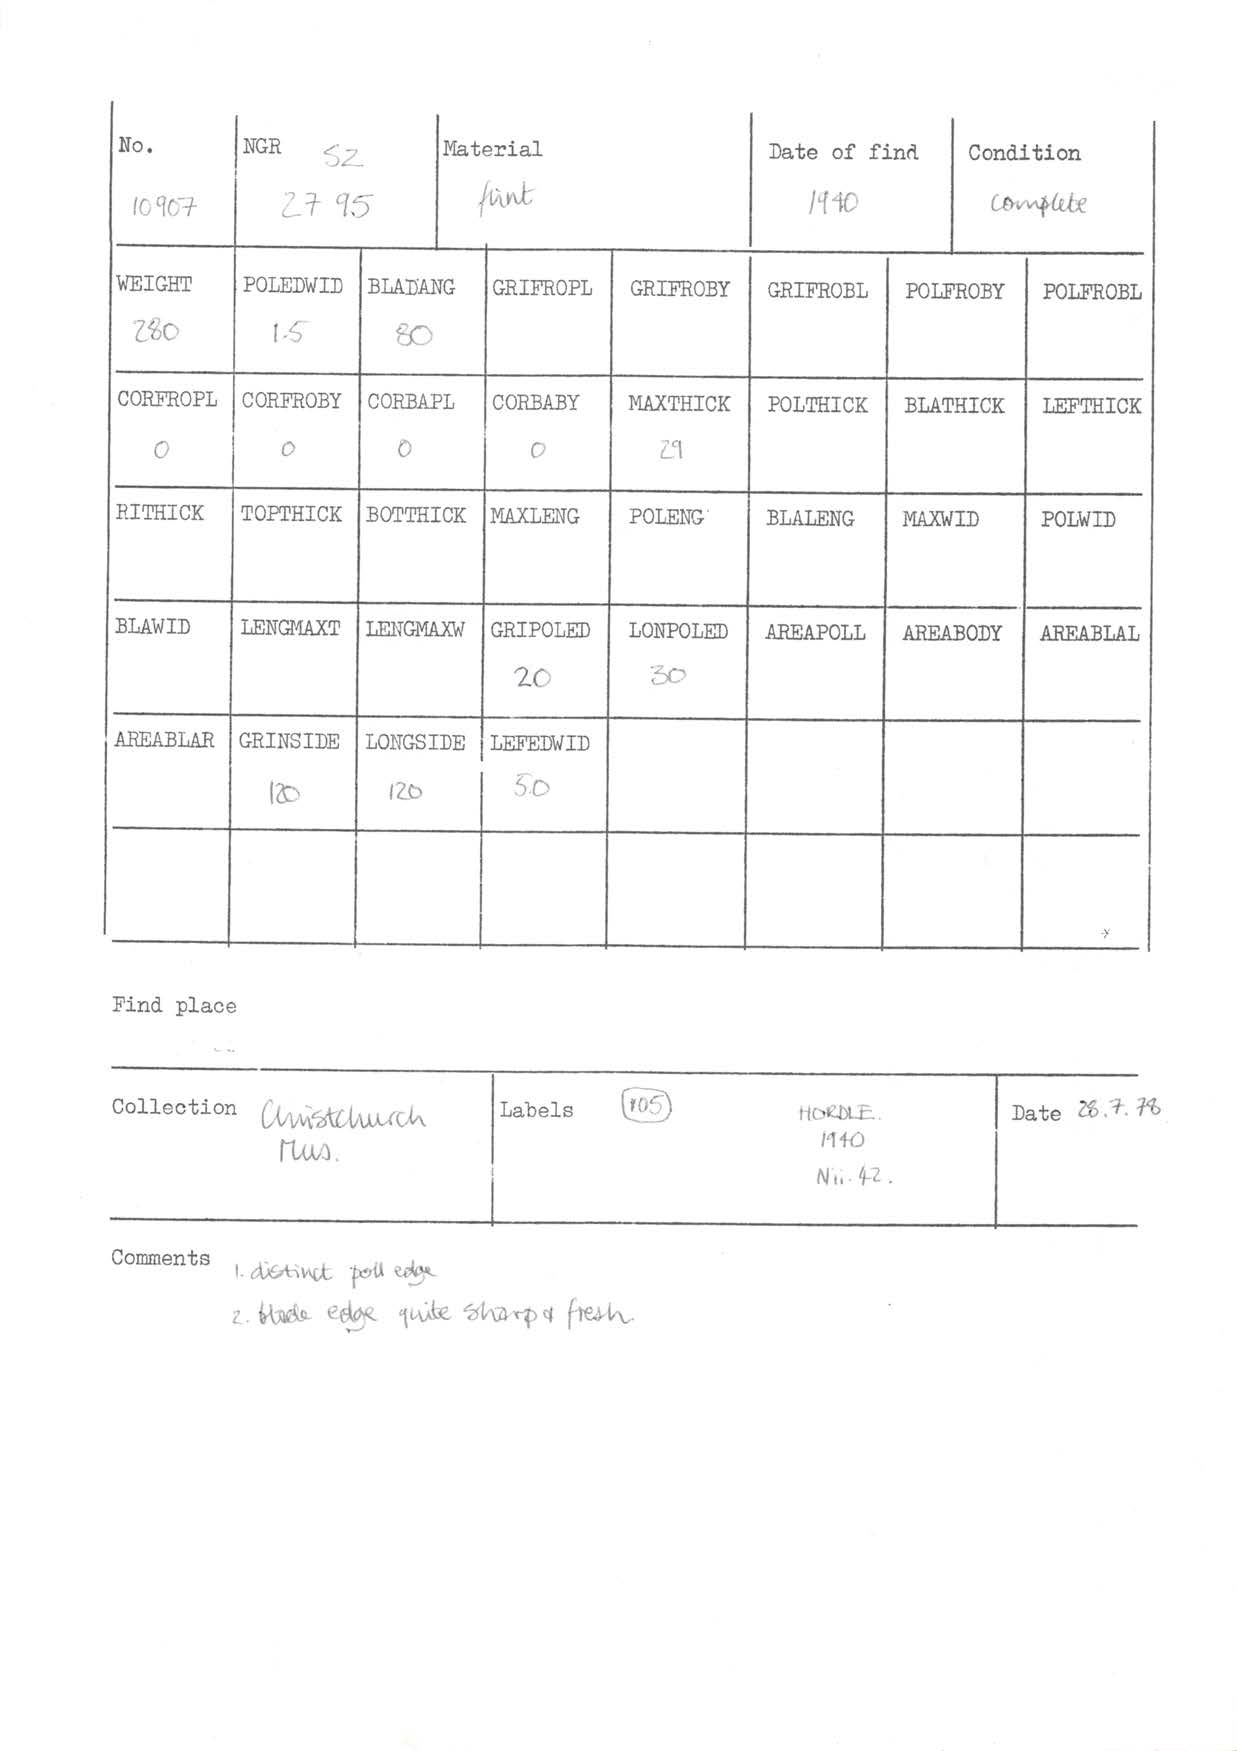 No. NGR SZ Material Date of find Condition
10907 27 95 flint 1940 complete
WEIGHT POLEDWID BLADANG GRIFROPL GRIFROBY GRIFROBL POLFROBY POLFROBL
280 1.5 80
CORFROPL CORFROBY CORBAPL CORBABY MAXTHICK POLTHICK BLATHICK LEFTHICK
0 0 0 0 29
RITHICK TOPTHICK BOTTHICK MAXLENG POLENG BLALENG MAXWID POLWID
BLAWID LENGMAXT LENGMAXW GRIPOLED LONPOLED AREAPOLL AREABODY AREABLAL
20 30
AREABLAR GRINSIDE LONGSIDE LEFEDWID
120 120 5.0
Find place
Collection Christchurch Mus.
Labels 105 HORDLE.
1940
Nii.42.
Date 28.7.78
Comments 1. distinct poll edge
2. blade edge quite sharp & fresh.